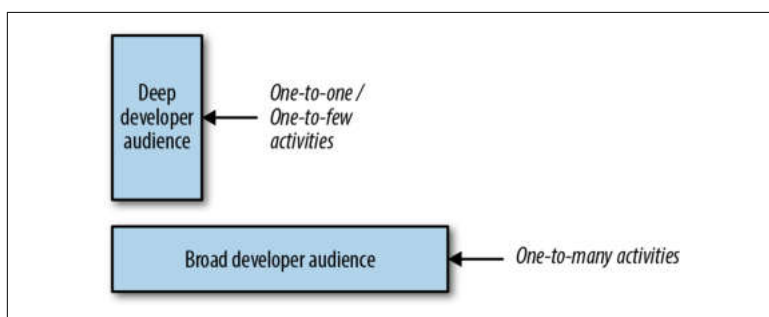 Deep
developer
audience
One-to-one /
One-to-few
activities
Broad developer audience
One-to-many activities